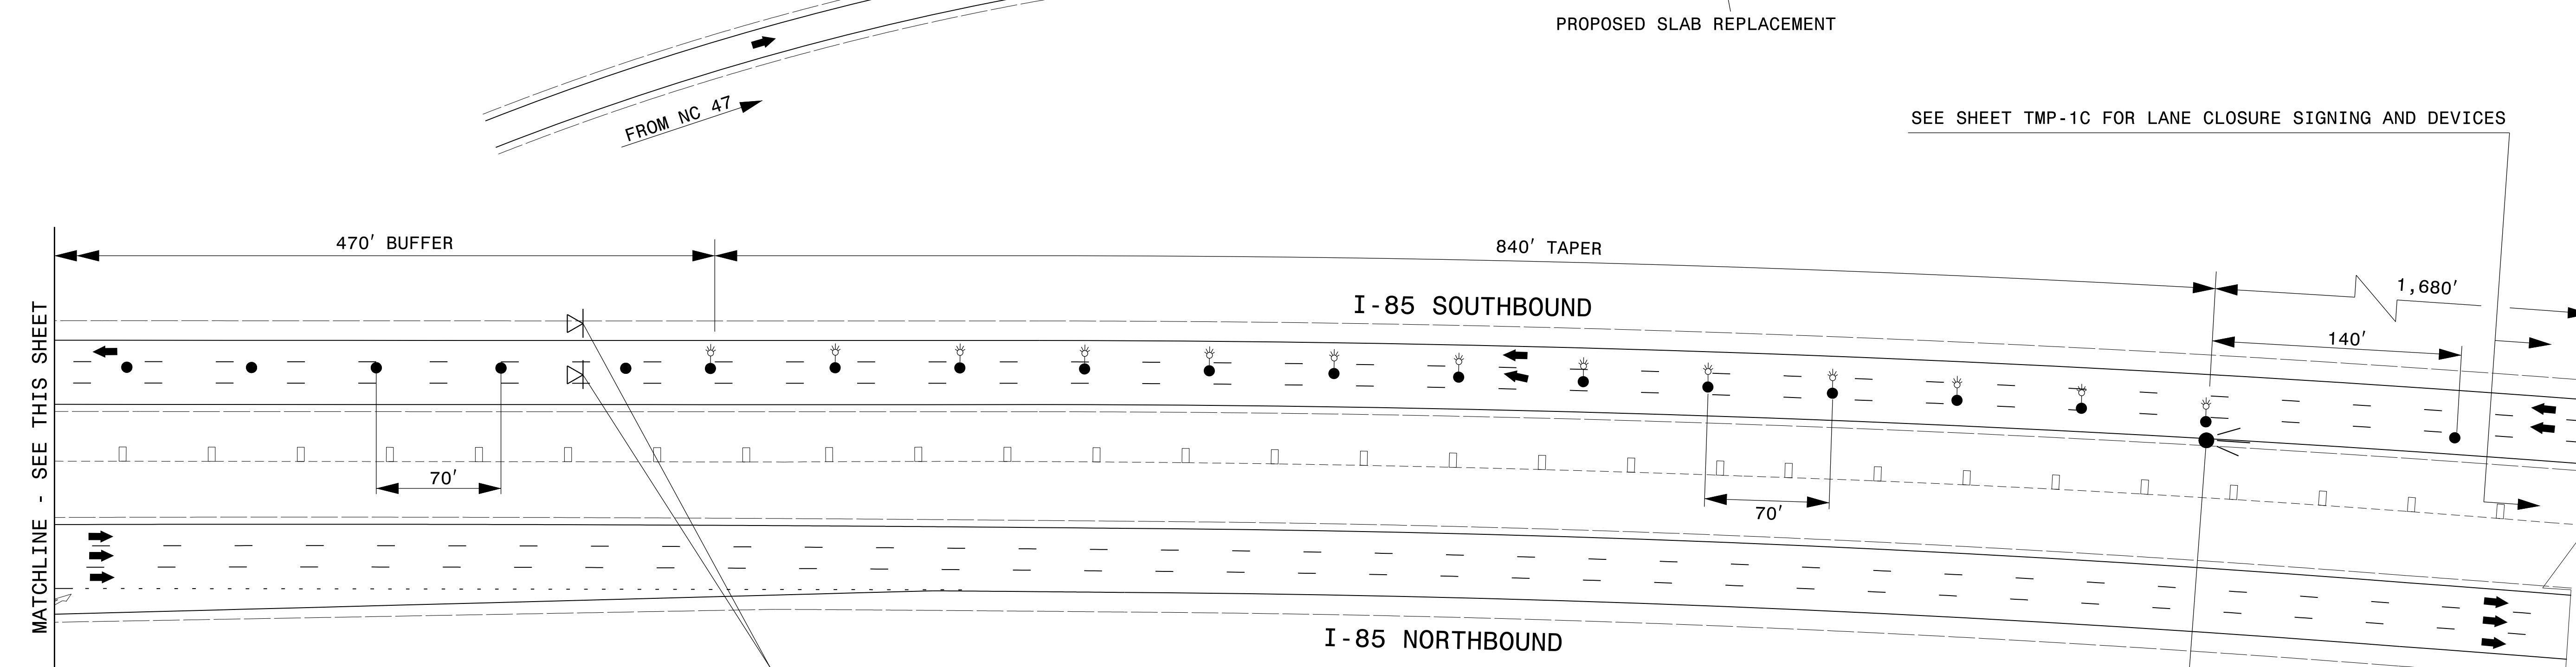 PROPOSED SLAB REPLACEMENT
FROM NC 47
SEE SHEET TMP-1C FOR LANE CLOSURE SIGNING AND DEVICES
470' BUFFER
840' TAPER
1,680'
I-85 SOUTHBOUND
140'
MATCHLINE - SEE THIS SHEET
70'
70'
I-85 NORTHBOUND